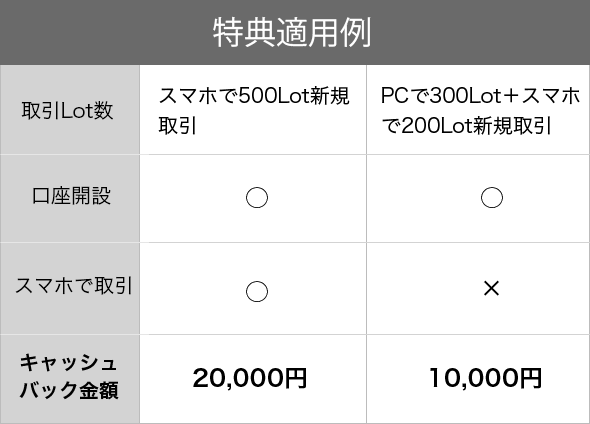 特典適用例
取引Lot数
スマホで500Lot新規
取引
PCで300Lot＋スマホ
で200Lot新規取引
口座開設
○
○
スマホで取引
○
×
キャッシュ
バック金額
20,000円
10,000円